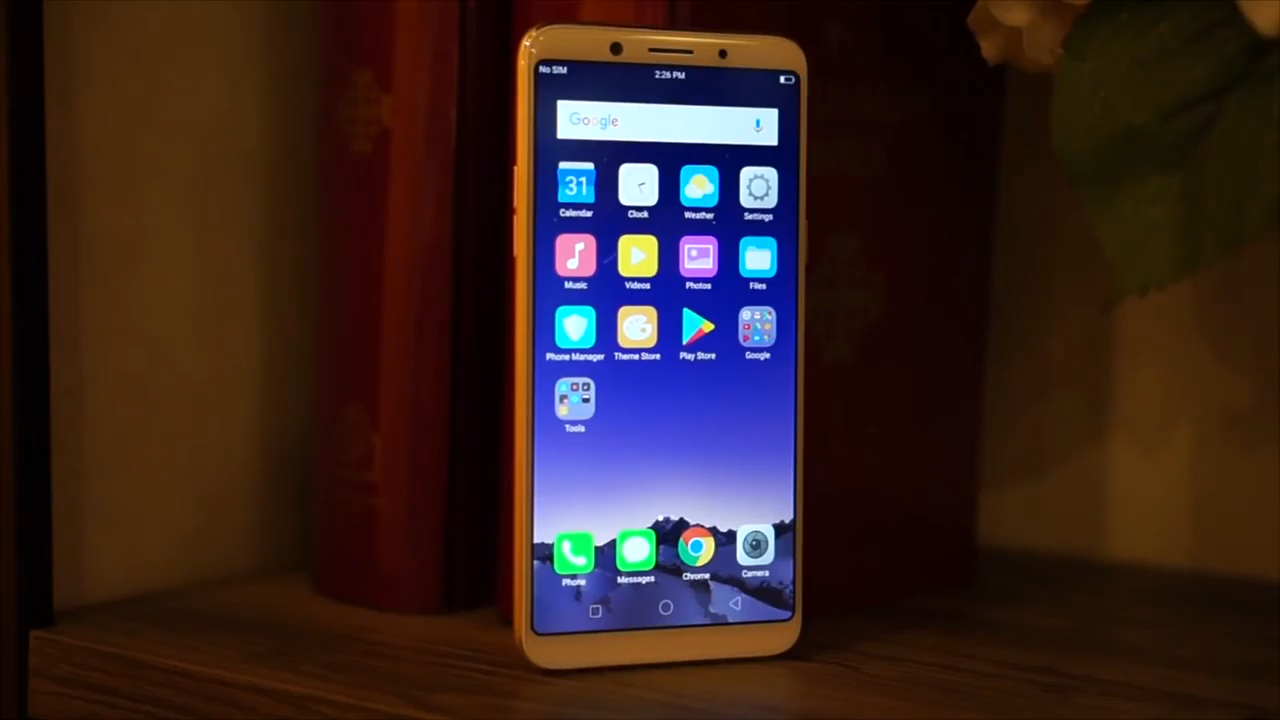 No SIM 2:26 PM
Google
31
Calendar Clock Weather Settings
Music Videos Photos Files
Phone Manager Theme Store Play Store Google
Tools
Phone Messages Chrome Camera